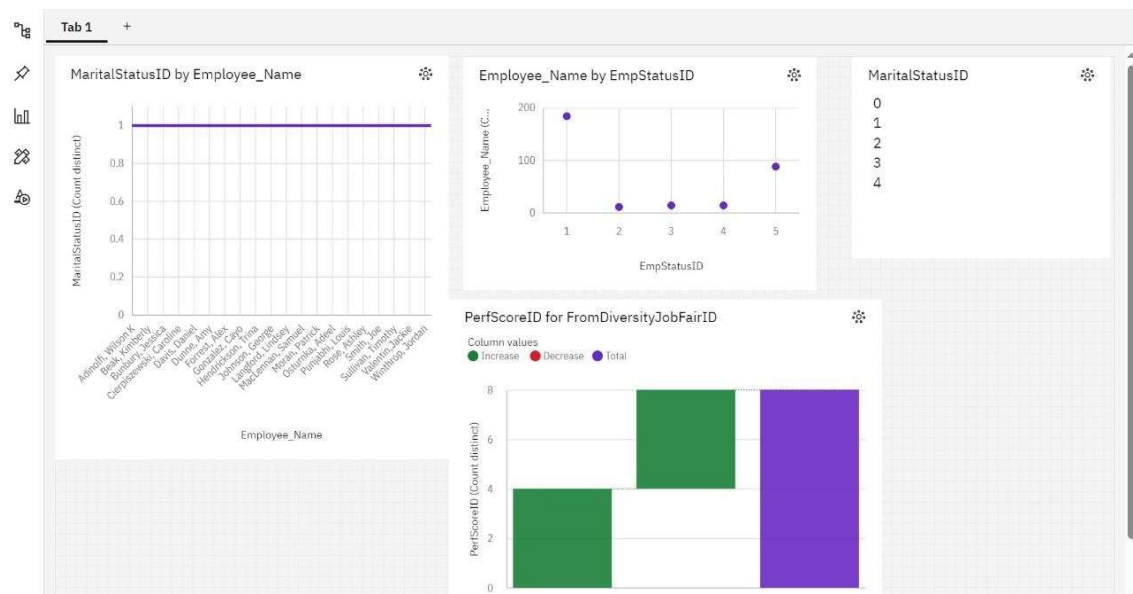 Tab 1 +
MaritalStatusID by Employee_Name
MaritalStatusID (Count distinct)
1
0.8
0.6
0.4
0.2
0
Adinolfi, Wilson K
Beak, Kimberly
Bunbury, Jessica
Cierpiszewski, Caroline
Davis, Daniel
Dunne, Amy
Forrest, Alex
Gonzalez, Cayo
Hendrickson, Trina
Johnson, George
Langford, Lindsey
MacLennan, Samuel
Moran, Patrick
Osturnka, Adeel
Punjabhi, Louis
Rose, Ashley
Smith, Joe
Sullivan, Timothy
Valentin,Jackie
Winthrop, Jordan
Employee_Name
Employee_Name by EmpStatusID
Employee_Name (C...
200
100
0
1 2 3 4 5
EmpStatusID
MaritalStatusID
0
1
2
3
4
PerfScoreID for FromDiversityJobFairID
Column values
Increase Decrease Total
PerfScoreID (Count distinct)
8
6
4
2
0